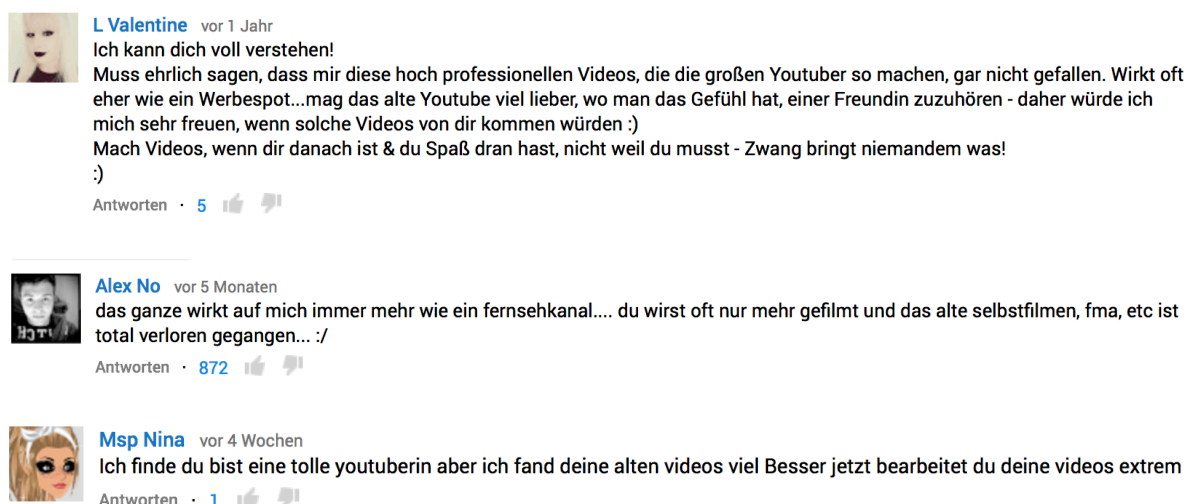 L Valentine vor 1 Jahr
Ich kann dich voll verstehen!
Muss ehrlich sagen, dass mir diese hoch professionellen Videos, die die großen Youtuber so machen, gar nicht gefallen. Wirkt oft
eher wie ein Werbespot...mag das alte Youtube viel lieber, wo man das Gefühl hat, einer Freundin zuzuhören - daher würde ich
mich sehr freuen, wenn solche Videos von dir kommen würden :)
Mach Videos, wenn dir danach ist & du Spaß dran hast, nicht weil du musst - Zwang bringt niemandem was!
:)
Antworten · 5
Alex No vor 5 Monaten
das ganze wirkt auf mich immer mehr wie ein fernsehkanal.... du wirst oft nur mehr gefilmt und das alte selbstfilmen, fma, etc ist
total verloren gegangen... :/
Antworten · 872
Msp Nina vor 4 Wochen
Ich finde du bist eine tolle youtuberin aber ich fand deine alten videos viel Besser jetzt bearbeitet du deine videos extrem
Antworten · 1